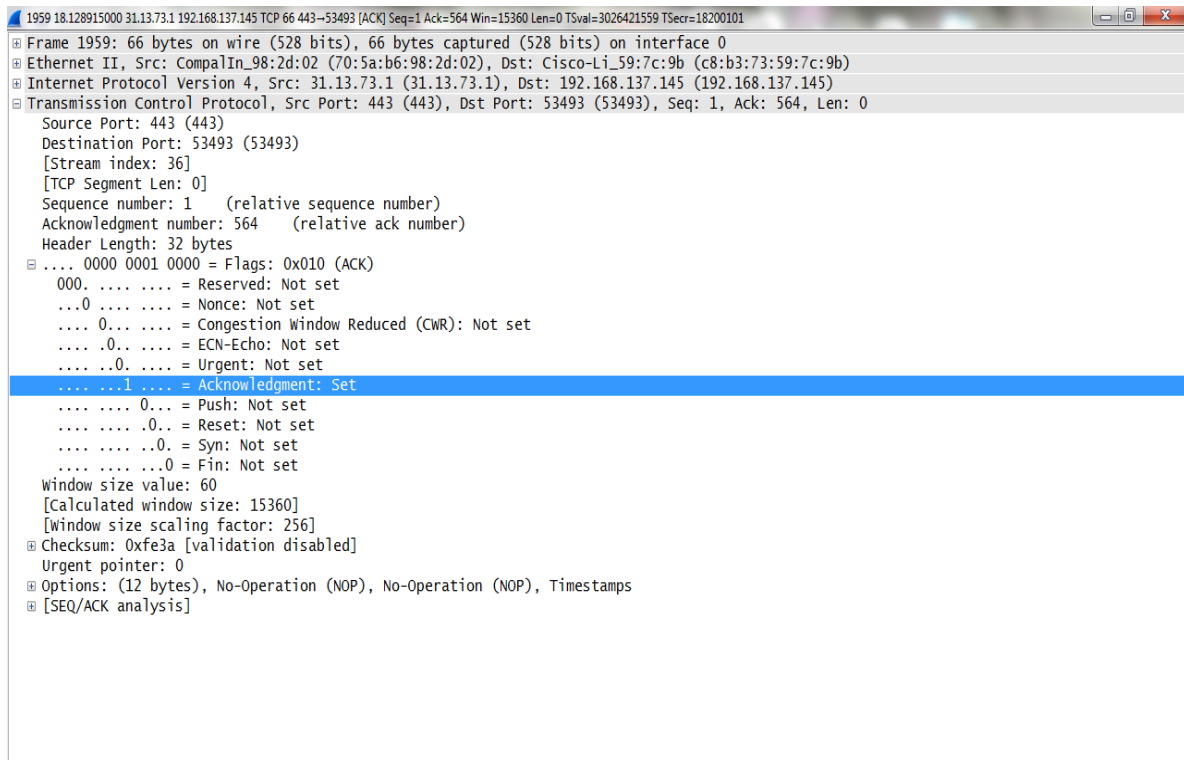 1959 18.128915000 31.13.73.1 192.168.137.145 TCP 66 443→53493 [ACK] Seq=1 Ack=564 Win=15360 Len=0 TSval=3026421559 TSecr=18200101
Frame 1959: 66 bytes on wire (528 bits), 66 bytes captured (528 bits) on interface 0
Ethernet II, Src: CompalIn_98:2d:02 (70:5a:b6:98:2d:02), Dst: Cisco-Li_59:7c:9b (c8:b3:73:59:7c:9b)
Internet Protocol Version 4, Src: 31.13.73.1 (31.13.73.1), Dst: 192.168.137.145 (192.168.137.145)
Transmission Control Protocol, Src Port: 443 (443), Dst Port: 53493 (53493), Seq: 1, Ack: 564, Len: 0
Source Port: 443 (443)
Destination Port: 53493 (53493)
[Stream index: 36]
[TCP Segment Len: 0]
Sequence number: 1 (relative sequence number)
Acknowledgment number: 564 (relative ack number)
Header Length: 32 bytes
.... 0000 0001 0000 = Flags: 0x010 (ACK)
000. .... .... = Reserved: Not set
...0 .... .... = Nonce: Not set
.... 0... .... = Congestion Window Reduced (CWR): Not set
.... .0.. .... = ECN-Echo: Not set
.... ..0. .... = Urgent: Not set
.... ...1 .... = Acknowledgment: Set
.... .... 0... = Push: Not set
.... .... .0.. = Reset: Not set
.... .... ..0. = Syn: Not set
.... .... ...0 = Fin: Not set
Window size value: 60
[Calculated window size: 15360]
[Window size scaling factor: 256]
Checksum: 0xfe3a [validation disabled]
Urgent pointer: 0
Options: (12 bytes), No-Operation (NOP), No-Operation (NOP), Timestamps
[SEQ/ACK analysis]